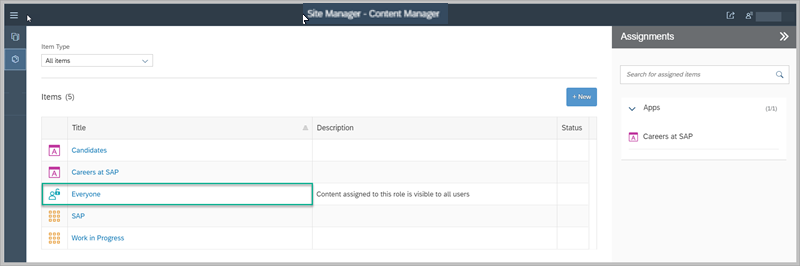 Site Manager - Content Manager
Assignments
Item Type
All items
Search for assigned items
Items (5)
+ New
Apps (1/1)
Title Description Status
Careers at SAP
A Candidates
A Careers at SAP
Everyone Content assigned to this role is visible to all users
SAP
Work in Progress